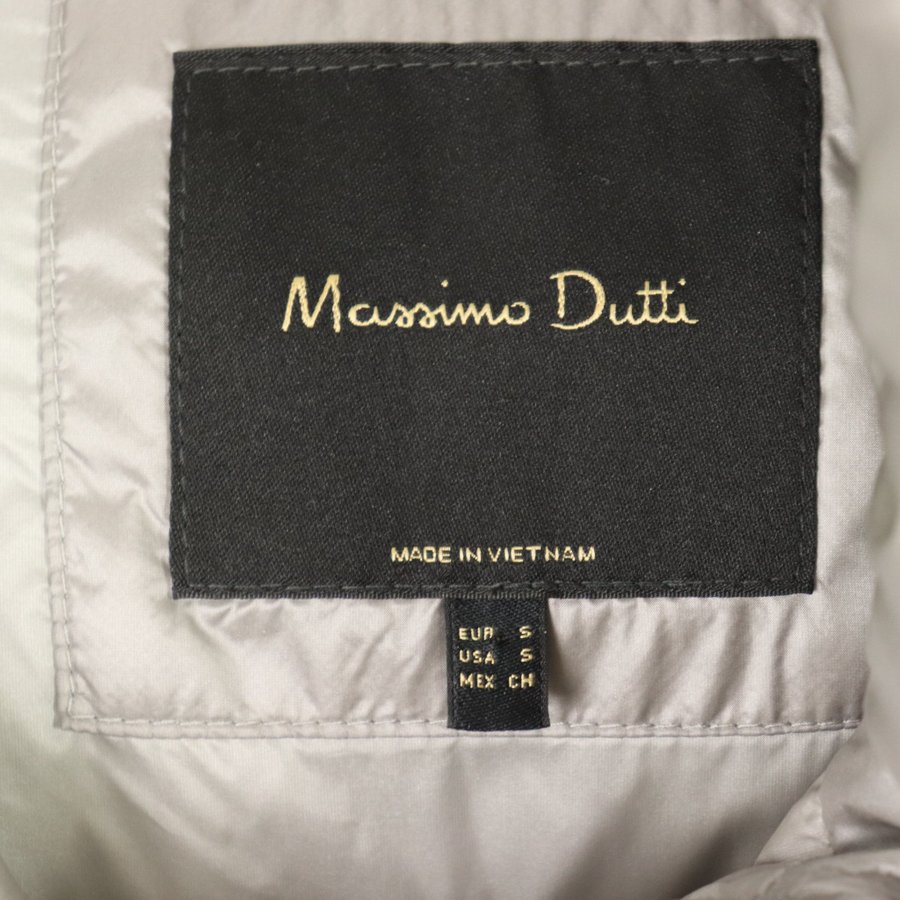 Massimo Dutti
MADE IN VIETNAM
EUR S
USA S
MEX CH